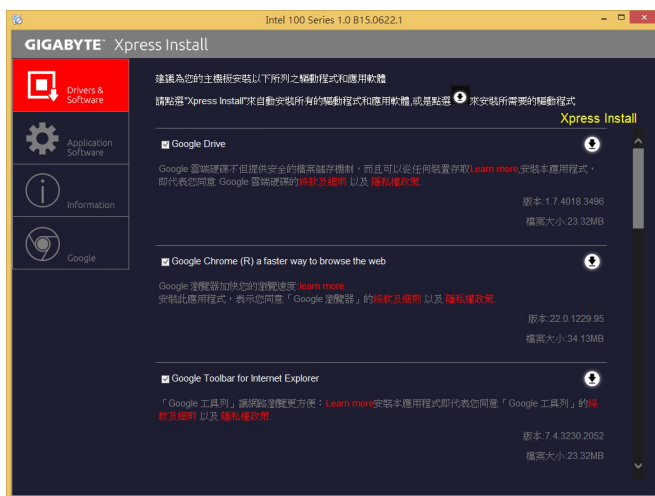 Intel 100 Series 1.0 B15.0622.1
GIGABYTE™ Xpress Install
Drivers & Software
Application Software
Information
Google
建議為您的主機板安裝以下所列之驅動程式和應用軟體
請點選"Xpress Install"來自動安裝所有的驅動程式和應用軟體,或是點選 來安裝所需要的驅動程式
Xpress Install
Google Drive
Google 雲端硬碟不但提供安全的檔案儲存機制，而且可以從任何裝置存取Learn more,安裝本應用程式，
即代表您同意 Google 雲端硬碟的條款及細則 以及 隱私權政策.
版本:1.7.4018.3496
檔案大小:23.32MB
Google Chrome (R) a faster way to browse the web
Google 瀏覽器加快您的瀏覽速度.learn more
安裝此應用程式，表示您同意「Google 瀏覽器」的條款及細則 以及 隱私權政策.
版本:22.0.1229.95
檔案大小:34.13MB
Google Toolbar for Internet Explorer
「Google 工具列」讓網路瀏覽更方便：Learn more安裝本應用程式即代表您同意「Google 工具列」的條
款及細則 以及 隱私權政策.
版本:7.4.3230.2052
檔案大小:23.32MB